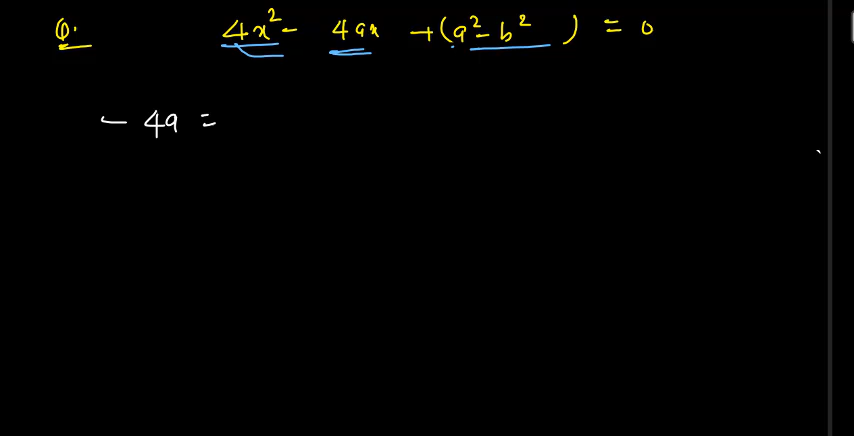 Q. 4x² - 4ax + (a² - b²) = 0
- 4a =